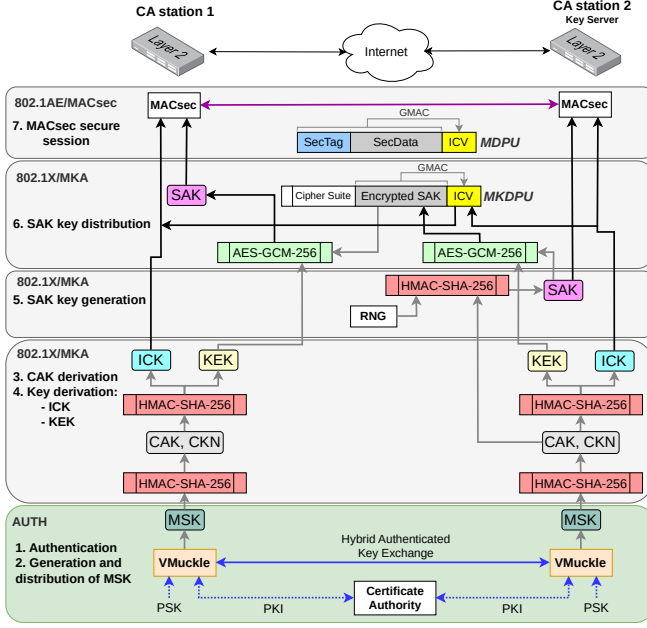 CA station 1
CA station 2
Key Server
Layer 2
Internet
Layer 2
802.1AE/MACsec
MACsec
MACsec
7. MACsec secure
session
GMAC
SecTag
SecData
ICV
MDPU
802.1X/MKA
GMAC
SAK
Cipher Suite
Encrypted SAK
ICV
MKDPU
6. SAK key distribution
AES-GCM-256
AES-GCM-256
802.1X/MKA
5. SAK key generation
HMAC-SHA-256
SAK
RNG
802.1X/MKA
ICK
KEK
KEK
ICK
3. CAK derivation
4. Key derivation:
- ICK
- KEK
HMAC-SHA-256
HMAC-SHA-256
CAK, CKN
CAK, CKN
HMAC-SHA-256
HMAC-SHA-256
AUTH
MSK
MSK
1. Authentication
2. Generation and
distribution of MSK
VMuckle
Hybrid Authenticated
Key Exchange
VMuckle
Certificate
Authority
PSK
PKI
PKI
PSK